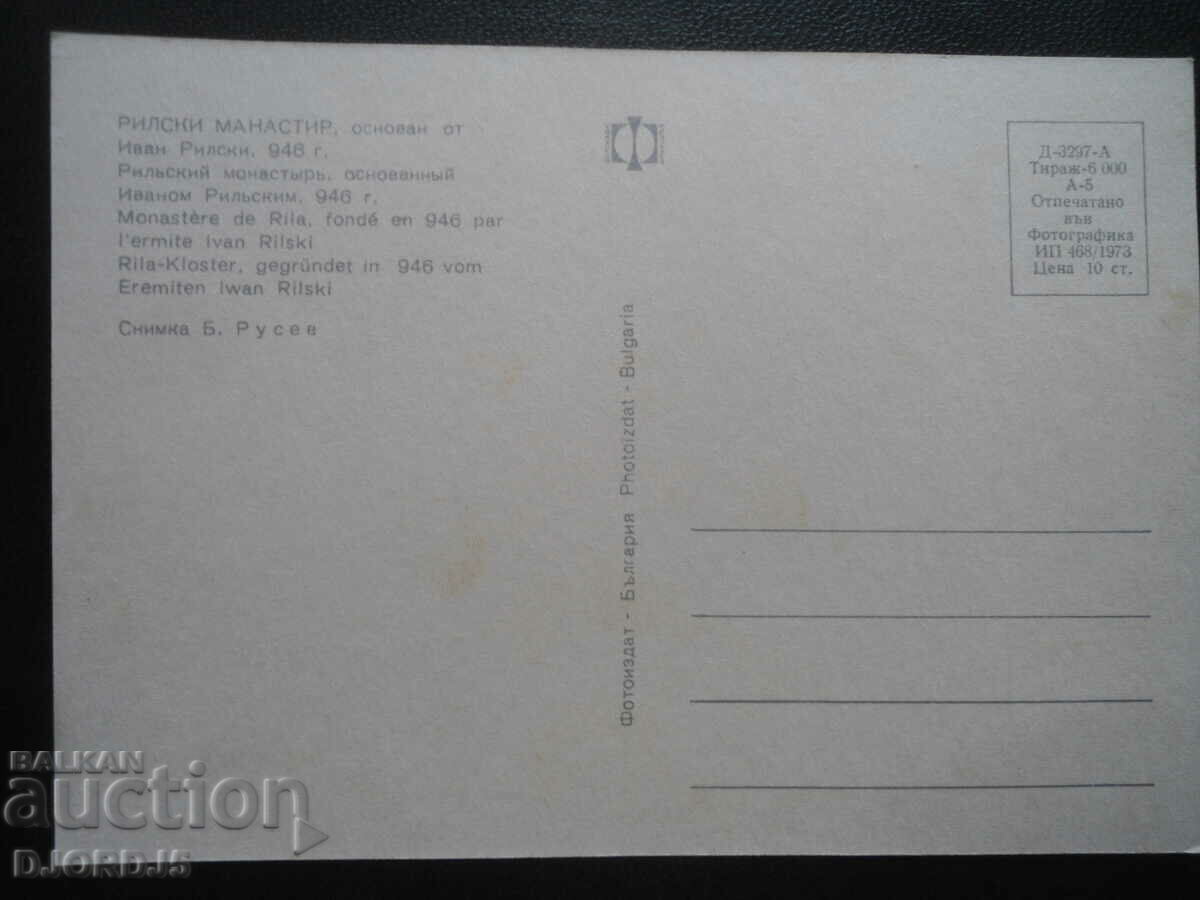 РИЛСКИ МАНАСТИР, основан от
Иван Рилски, 946 г.
Рильский монастырь, основанный
Иваном Рильским, 946 г.
Monastère de Rila, fondé en 946 par
l'ermite Ivan Rilski
Rila-Kloster, gegründet in 946 vom
Eremiten Iwan Rilski
Снимка Б. Русев
Фотоиздат - България Photoizdat - Bulgaria
Д-3297-А
Тираж-6 000
А-5
Отпечатано
във
Фотографика
ИП 468/1973
Цена 10 ст.
BALKAN
auction
DJORDJ5